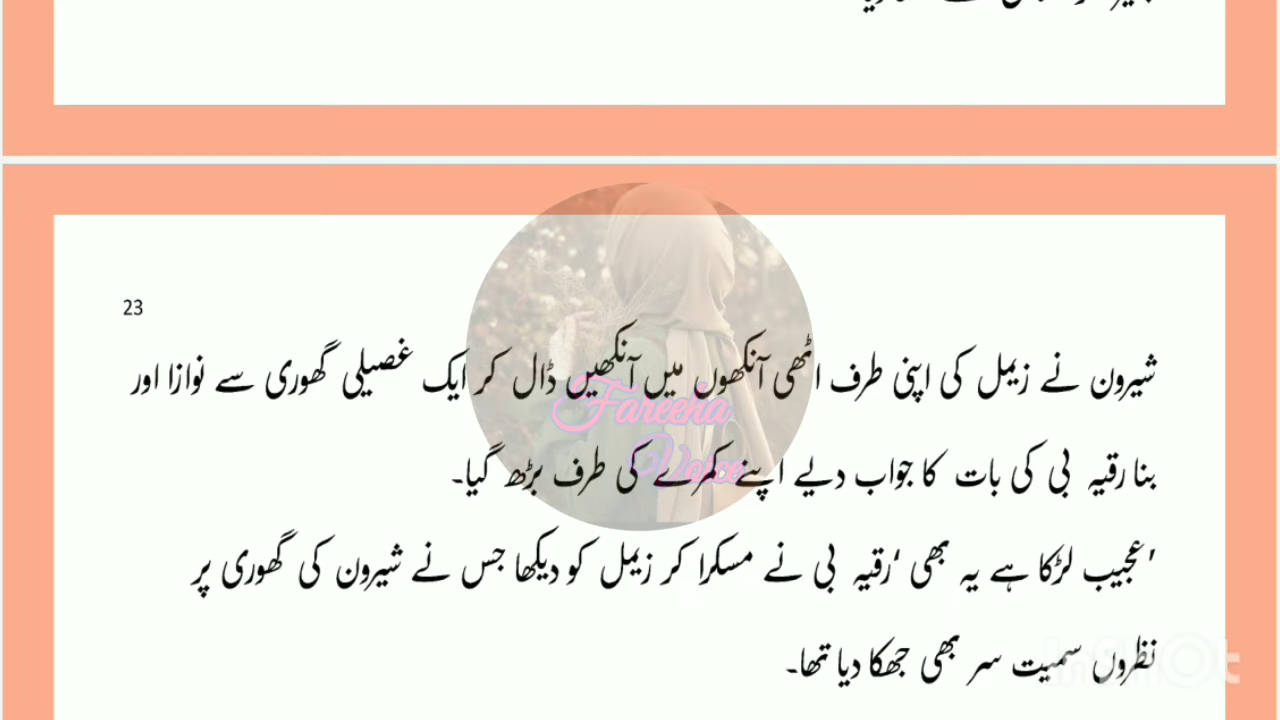 23
شیرون نے زیمل کی اپنی طرف اٹھی آنکھوں میں آنکھیں ڈال کر ایک غصیلی گھوری سے نوازا اور
بنا رقیہ بی کی بات کا جواب دیے اپنے کمرے کی طرف بڑھ گیا۔
'عجیب لڑکا ہے یہ بھی 'رقیہ بی نے مسکرا کر زیمل کو دیکھا جس نے شیرون کی گھوری پر
نظروں سمیت سر بھی جھکا دیا تھا۔
Fareeha
Voice
InShOt